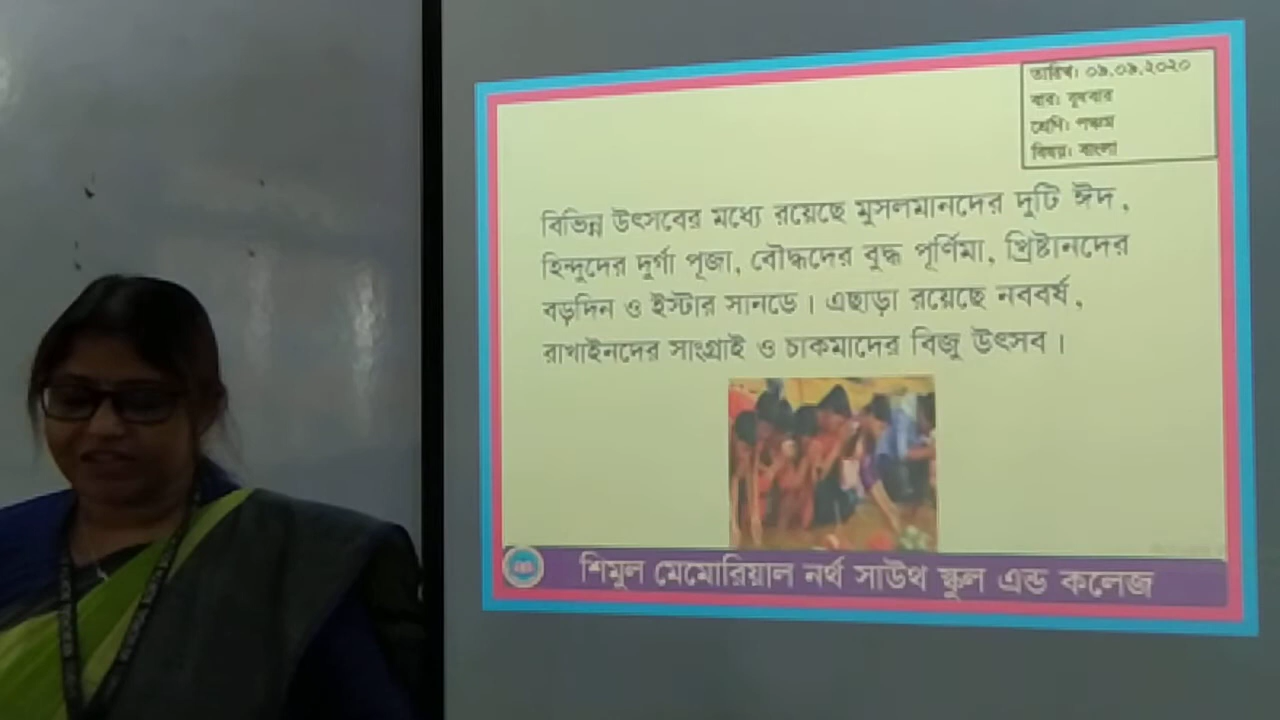 তারিখ: ০৯.০৯.২০২০
বার: বুধবার
শ্রেণি: পঞ্চম
বিষয়: বাংলা
বিভিন্ন উৎসবের মধ্যে রয়েছে মুসলমানদের দুটি ঈদ,
হিন্দুদের দুর্গা পূজা, বৌদ্ধদের বুদ্ধ পূর্ণিমা, খ্রিষ্টানদের
বড়দিন ও ইস্টার সানডে। এছাড়া রয়েছে নববর্ষ,
রাখাইনদের সাংগ্রাই ও চাকমাদের বিজু উৎসব।
শিমুল মেমোরিয়াল নর্থ সাউথ স্কুল এন্ড কলেজ